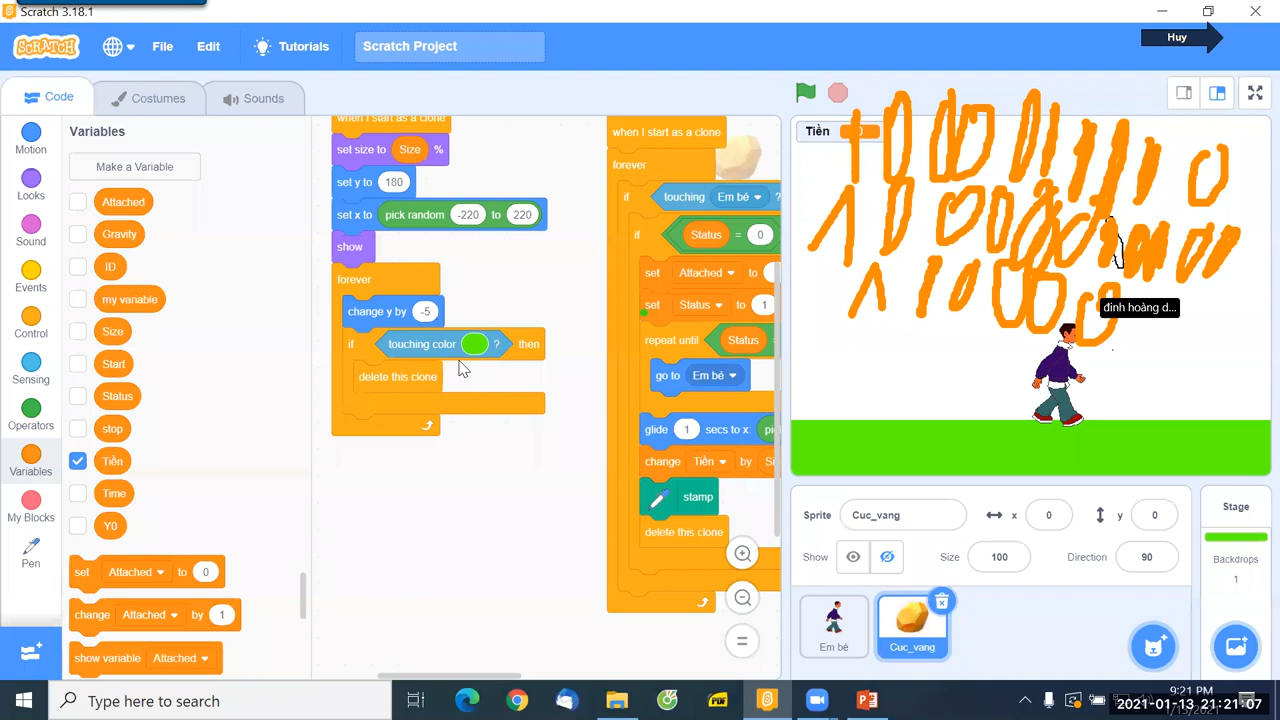 Scratch 3.18.1
Huy
SCRATCH
File
Edit
Tutorials
Scratch Project
Code
Costumes
Sounds
Motion
Looks
Sound
Events
Control
Sensing
Operators
Variables
My Blocks
Pen
Variables
Make a Variable
Attached
Gravity
ID
my variable
Size
Start
Status
stop
Tiền
Time
Y0
set Attached to 0
change Attached by 1
show variable Attached
when I start as a clone
set size to Size %
set y to 180
set x to pick random -220 to 220
show
forever
change y by -5
if touching color ? then
delete this clone
when I start as a clone
forever
if touching Em bé ?
if Status = 0
set Attached to
set Status to 1
repeat until Status
go to Em bé
glide 1 secs to x:
change Tiền by
stamp
delete this clone
Tiền
đinh hoàng d...
Sprite Cuc_vang x 0 y 0
Show Size 100 Direction 90
Em bé
Cuc_vang
Stage
Backdrops
1
Type here to search
PDF
9:21 PM
2021-01-13 21:21:07